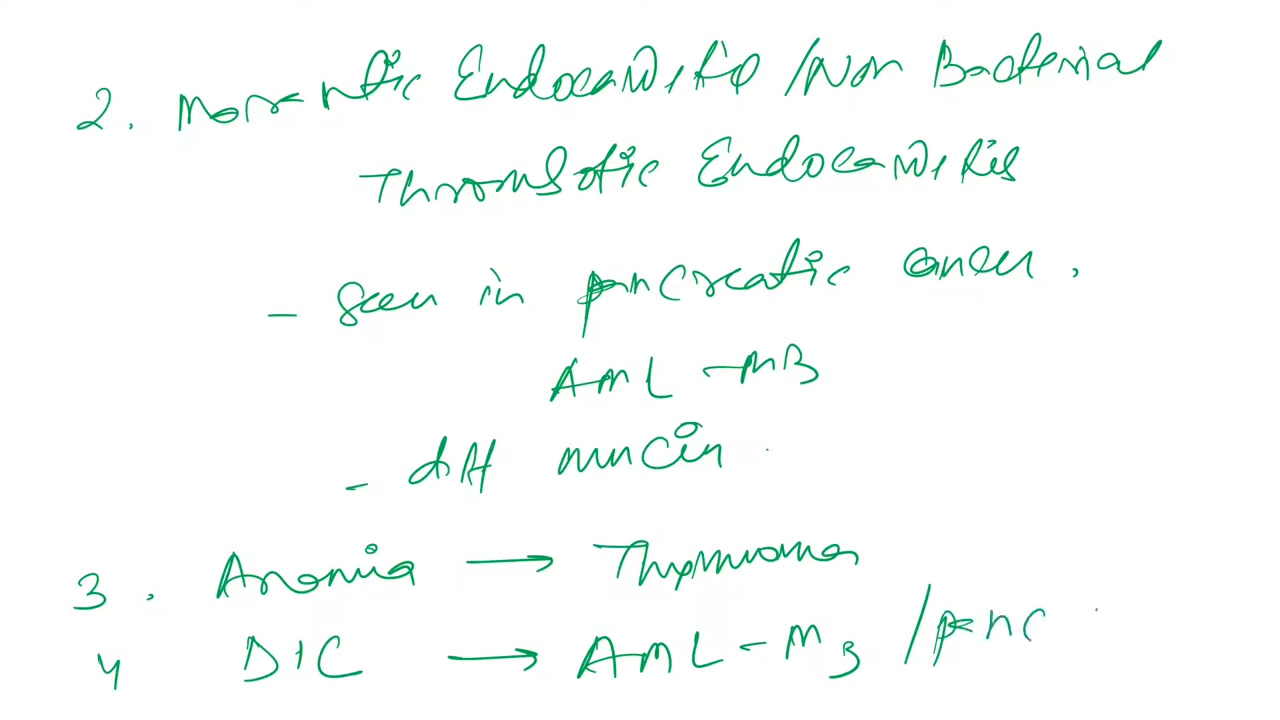 2. Marantic Endocarditis / Non Bacterial
Thrombotic Endocarditis
- Seen in pancreatic cancer.
AML - M3
- d/t mucin
3. Anemia → Thymoma
4 DIC → AML - M3 / panc